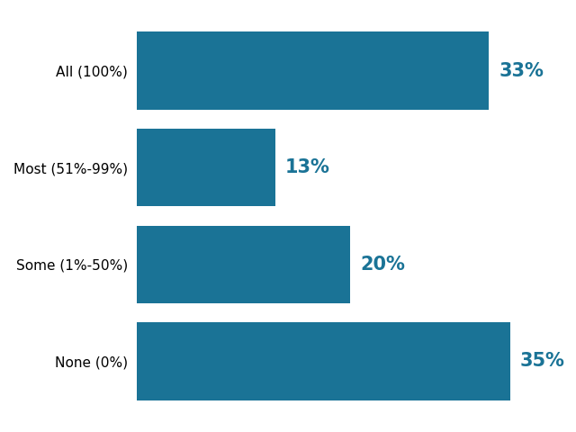 All (100%) 33%
Most (51%-99%) 13%
Some (1%-50%) 20%
None (0%) 35%